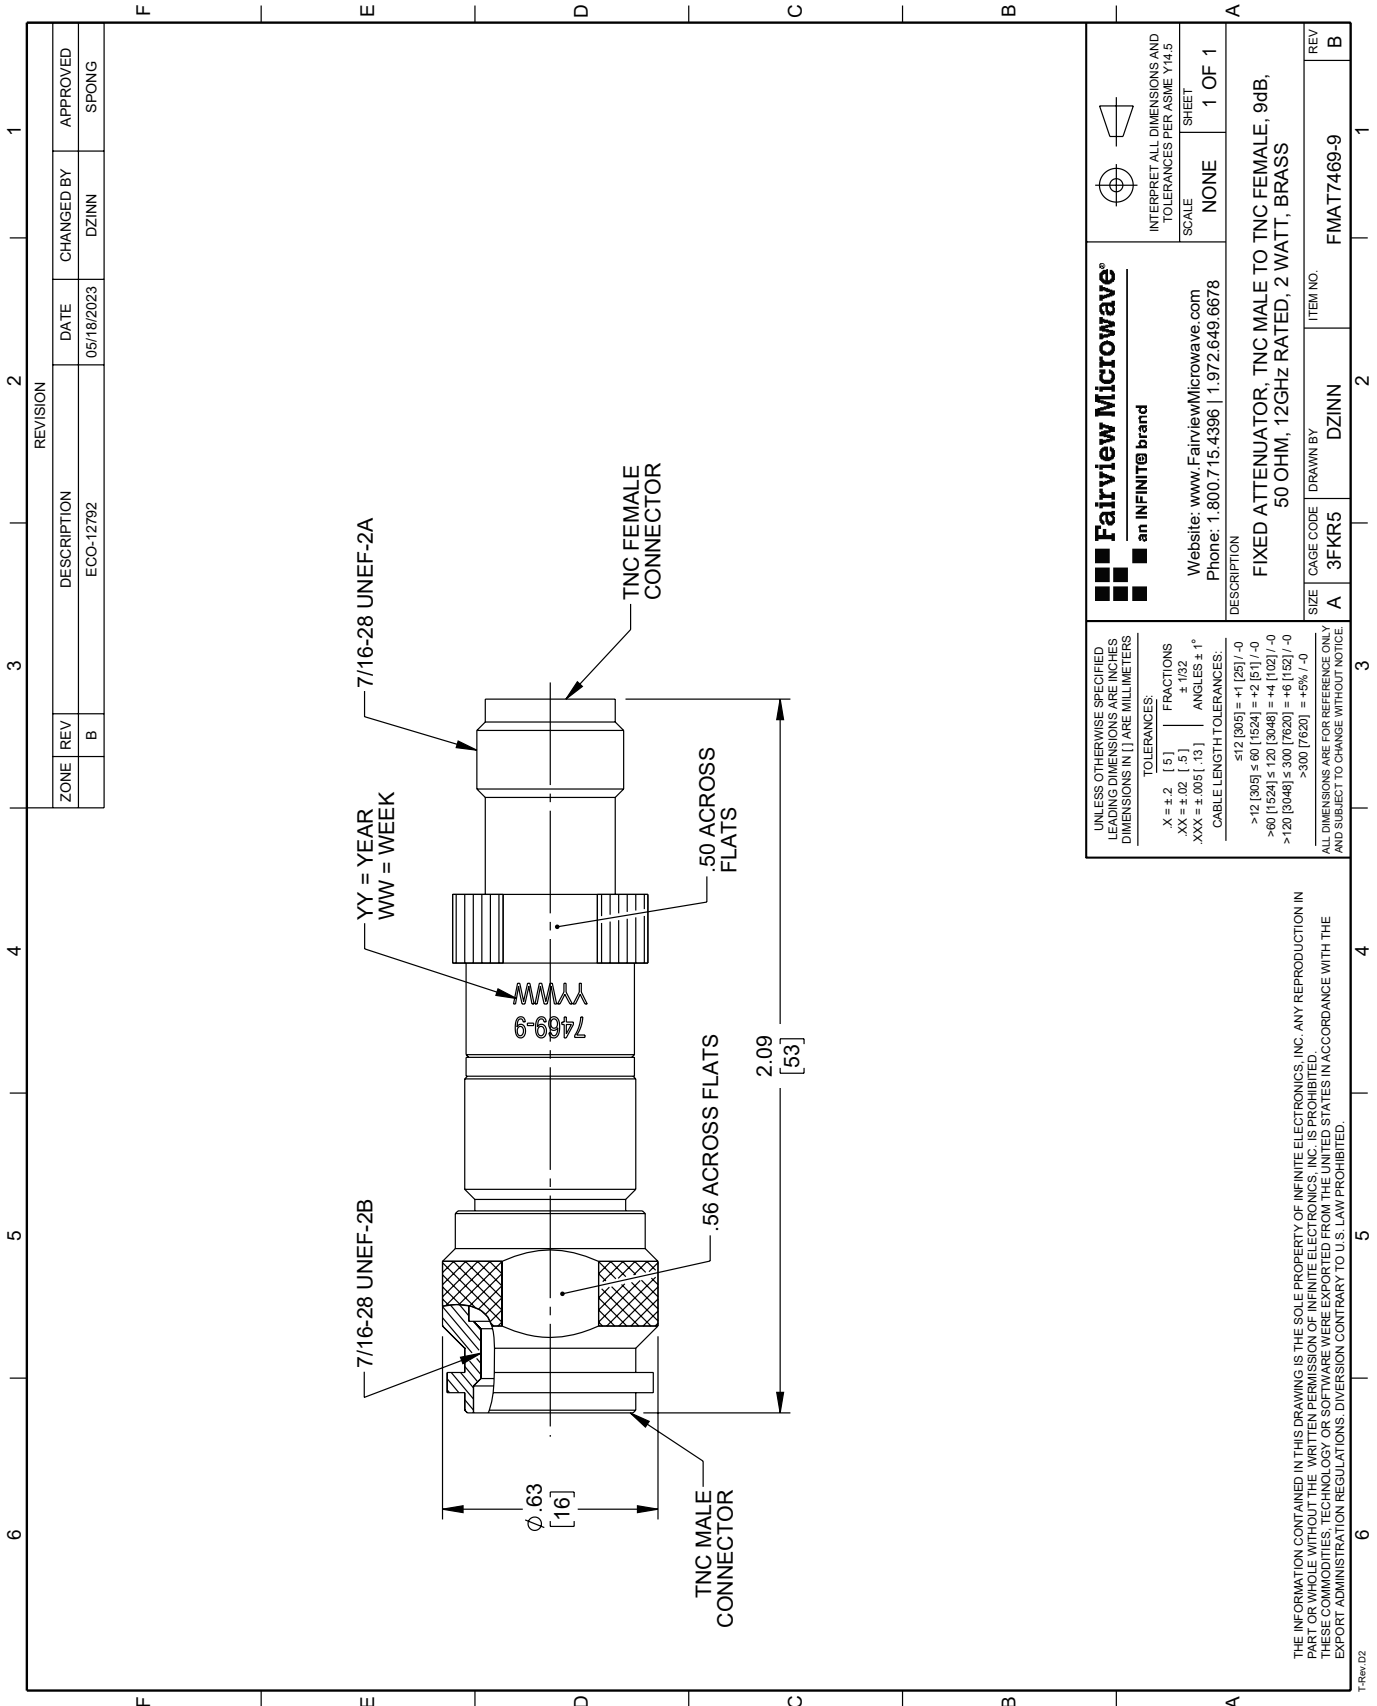 6
5
4
3
2
1
F
E
D
C
B
A
REVISION
ZONE REV DESCRIPTION DATE CHANGED BY APPROVED
B ECO-12792 05/18/2023 DZINN SPONG
7/16-28 UNEF-2B
YY = YEAR
WW = WEEK
7/16-28 UNEF-2A
Ø.63
[16]
7469-9
YYWW
TNC MALE
CONNECTOR
.56 ACROSS FLATS
.50 ACROSS
FLATS
TNC FEMALE
CONNECTOR
2.09
[53]
THE INFORMATION CONTAINED IN THIS DRAWING IS THE SOLE PROPERTY OF INFINITE ELECTRONICS, INC. ANY REPRODUCTION IN
PART OR WHOLE WITHOUT THE WRITTEN PERMISSION OF INFINITE ELECTRONICS, INC. IS PROHIBITED.
THESE COMMODITIES, TECHNOLOGY OR SOFTWARE WERE EXPORTED FROM THE UNITED STATES IN ACCORDANCE WITH THE
EXPORT ADMINISTRATION REGULATIONS. DIVERSION CONTRARY TO U.S. LAW PROHIBITED.
UNLESS OTHERWISE SPECIFIED
LEADING DIMENSIONS ARE INCHES
DIMENSIONS IN [ ] ARE MILLIMETERS
TOLERANCES:
.X = ± .2 [ 5 ] FRACTIONS
.XX = ± .02 [ .5 ] ± 1/32
.XXX = ± .005 [ .13 ] ANGLES ± 1°
CABLE LENGTH TOLERANCES:
≤12 [305] = +1 [25] / -0
>12 [305] ≤ 60 [1524] = +2 [51] / -0
>60 [1524] ≤ 120 [3048] = +4 [102] / -0
>120 [3048] ≤ 300 [7620] = +6 [152] / -0
>300 [7620] = +5% / -0
ALL DIMENSIONS ARE FOR REFERENCE ONLY
AND SUBJECT TO CHANGE WITHOUT NOTICE.
Fairview Microwave®
an INFINIT@ brand
Website: www.FairviewMicrowave.com
Phone: 1.800.715.4396 | 1.972.649.6678
INTERPRET ALL DIMENSIONS AND
TOLERANCES PER ASME Y14.5
SCALE SHEET
NONE 1 OF 1
DESCRIPTION
FIXED ATTENUATOR, TNC MALE TO TNC FEMALE, 9dB,
50 OHM, 12GHz RATED, 2 WATT, BRASS
SIZE CAGE CODE DRAWN BY ITEM NO. REV
A 3FKR5 DZINN FMAT7469-9 B
F
E
D
C
B
A
T-Rev.D2
6
5
4
3
2
1